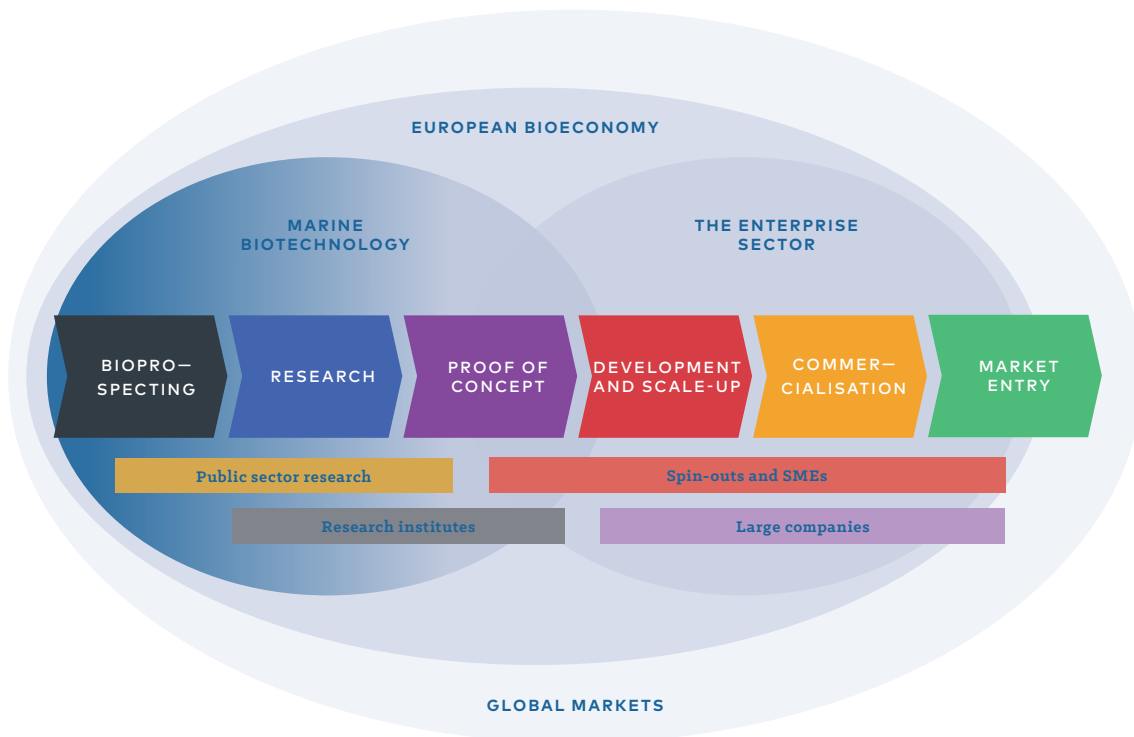 EUROPEAN BIOECONOMY
MARINE
BIOTECHNOLOGY
THE ENTERPRISE
SECTOR
BIOPRO—
SPECTING
RESEARCH
PROOF OF
CONCEPT
DEVELOPMENT
AND SCALE-UP
COMMER—
CIALISATION
MARKET
ENTRY
Public sector research
Spin-outs and SMEs
Research institutes
Large companies
GLOBAL MARKETS